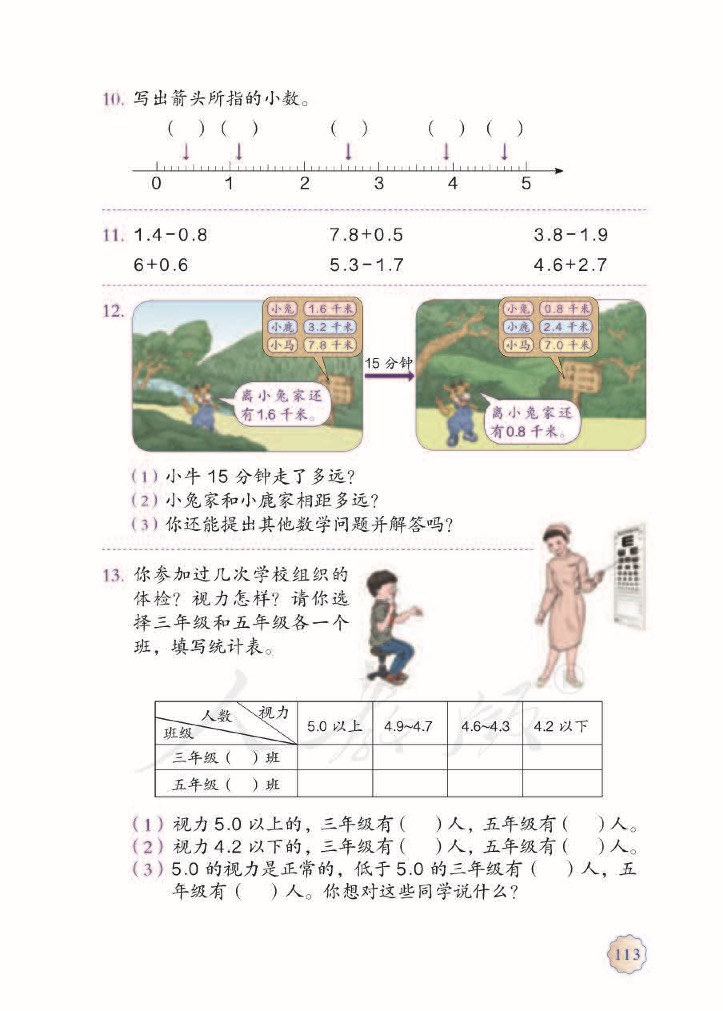 10. 写出箭头所指的小数。
(  ) (  ) (  ) (  ) (  )
0 1 2 3 4 5
11. 1.4−0.8 7.8+0.5 3.8−1.9
6+0.6 5.3−1.7 4.6+2.7
12.
小兔 1.6 千米
小鹿 3.2 千米
小马 7.8 千米
离小兔家还
有1.6 千米。
15 分钟
小兔 0.8 千米
小鹿 2.4 千米
小马 7.0 千米
离小兔家还
有0.8 千米。
(1) 小牛 15 分钟走了多远?
(2) 小兔家和小鹿家相距多远?
(3) 你还能提出其他数学问题并解答吗?
13. 你参加过几次学校组织的
体检? 视力怎样? 请你选
择三年级和五年级各一个
班, 填写统计表。
E
人数 视力
班级
5.0 以上 4.9~4.7 4.6~4.3 4.2 以下
三年级(  )班
五年级(  )班
人教版
(1) 视力 5.0 以上的, 三年级有(  )人, 五年级有(  )人。
(2) 视力 4.2 以下的, 三年级有(  )人, 五年级有(  )人。
(3) 5.0 的视力是正常的, 低于 5.0 的三年级有(  )人, 五
年级有(  )人。你想对这些同学说什么?
113